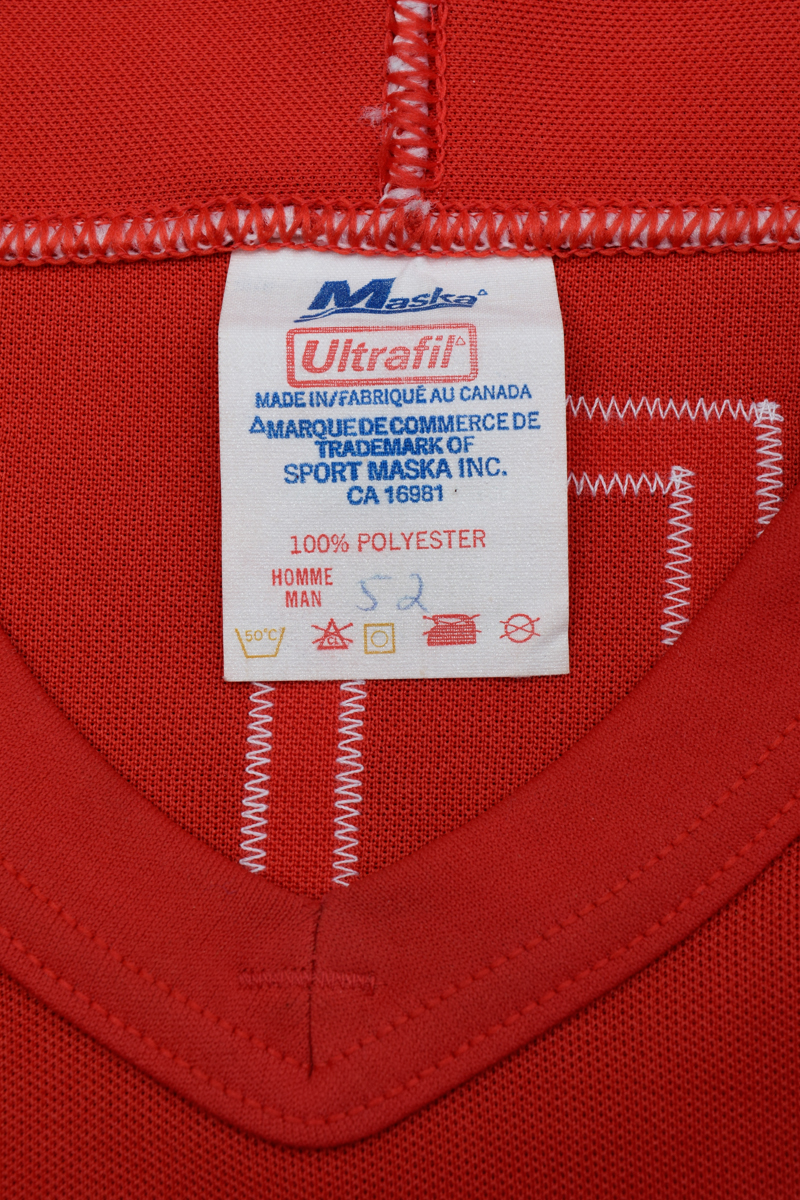 Maska△
Ultrafil△
MADE IN/FABRIQUÉ AU CANADA
△MARQUE DE COMMERCE DE
TRADEMARK OF
SPORT MASKA INC.
CA 16981
100% POLYESTER
HOMME
MAN 52
50°C CL